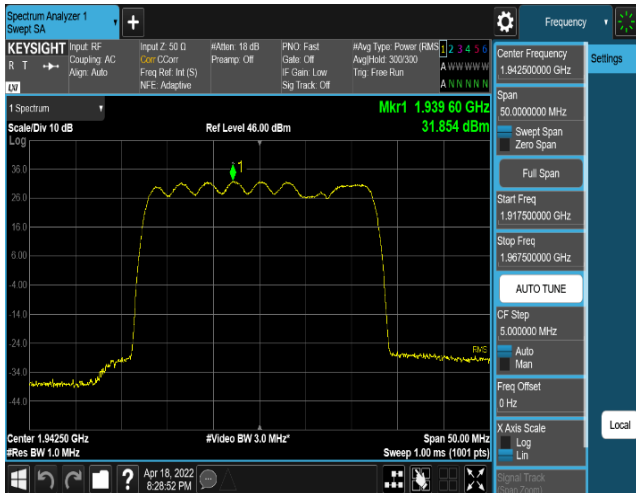 Spectrum Analyzer 1
Swept SA
Frequency
KEYSIGHT
R T
LXI
Input: RF
Coupling: AC
Align: Auto
Input Z: 50 Ω
Corr CCorr
Freq Ref: Int (S)
NFE: Adaptive
#Atten: 18 dB
Preamp: Off
PNO: Fast
Gate: Off
IF Gain: Low
Sig Track: Off
#Avg Type: Power (RMS
Avg|Hold: 300/300
Trig: Free Run
1 2 3 4 5 6
A W W W W W
A N N N N N
1 Spectrum
Scale/Div 10 dB
Log
Ref Level 46.00 dBm
Mkr1 1.939 60 GHz
31.854 dBm
1
36.0
26.0
16.0
6.00
-4.00
-14.0
-24.0
-34.0
-44.0
RMS
Center 1.94250 GHz
#Res BW 1.0 MHz
#Video BW 3.0 MHz*
Span 50.00 MHz
Sweep 1.00 ms (1001 pts)
Apr 18, 2022
8:28:52 PM
Center Frequency
1.942500000 GHz
Span
50.0000000 MHz
Swept Span
Zero Span
Full Span
Start Freq
1.917500000 GHz
Stop Freq
1.967500000 GHz
AUTO TUNE
CF Step
5.000000 MHz
Auto
Man
Freq Offset
0 Hz
X Axis Scale
Log
Lin
Signal Track
(Span Zoom)
Settings
Local